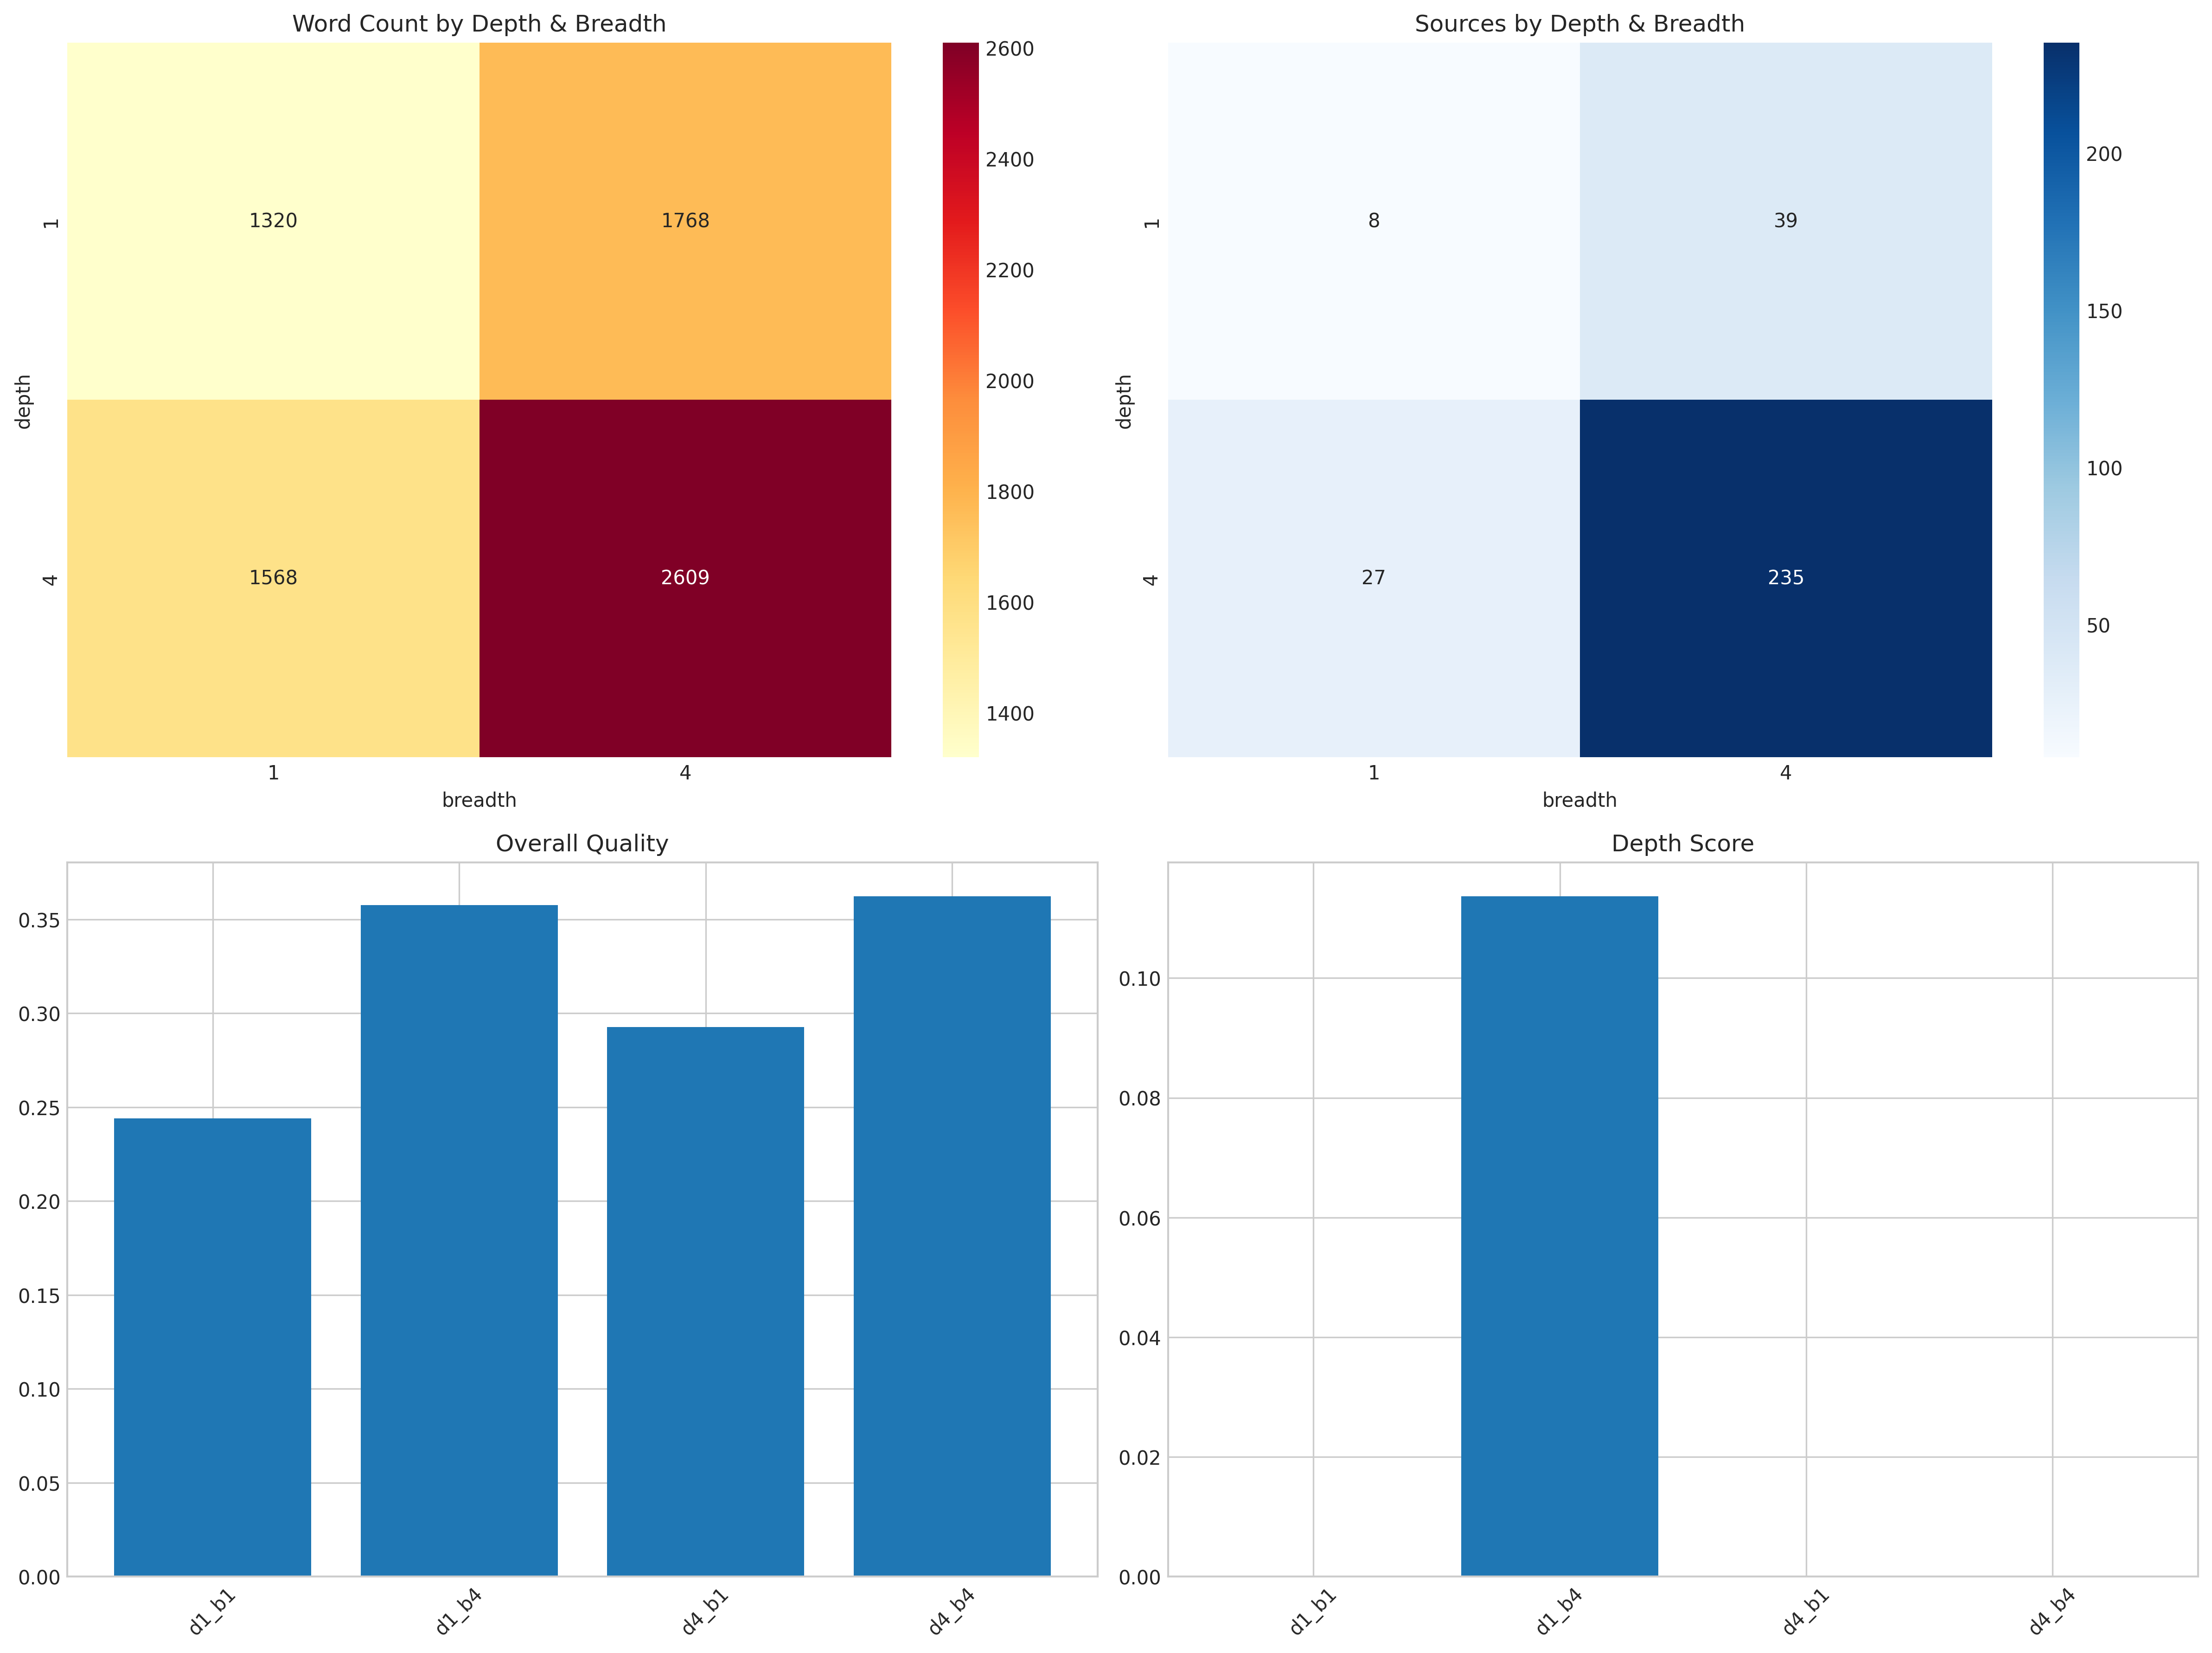 Word Count by Depth & Breadth
2600
2400
2200
2000
1800
1600
1400
1
4
depth
1320
1768
1568
2609
1
4
breadth
Sources by Depth & Breadth
200
150
100
50
1
4
depth
8
39
27
235
1
4
breadth
Overall Quality
0.35
0.30
0.25
0.20
0.15
0.10
0.05
0.00
d1_b1
d1_b4
d4_b1
d4_b4
Depth Score
0.10
0.08
0.06
0.04
0.02
0.00
d1_b1
d1_b4
d4_b1
d4_b4